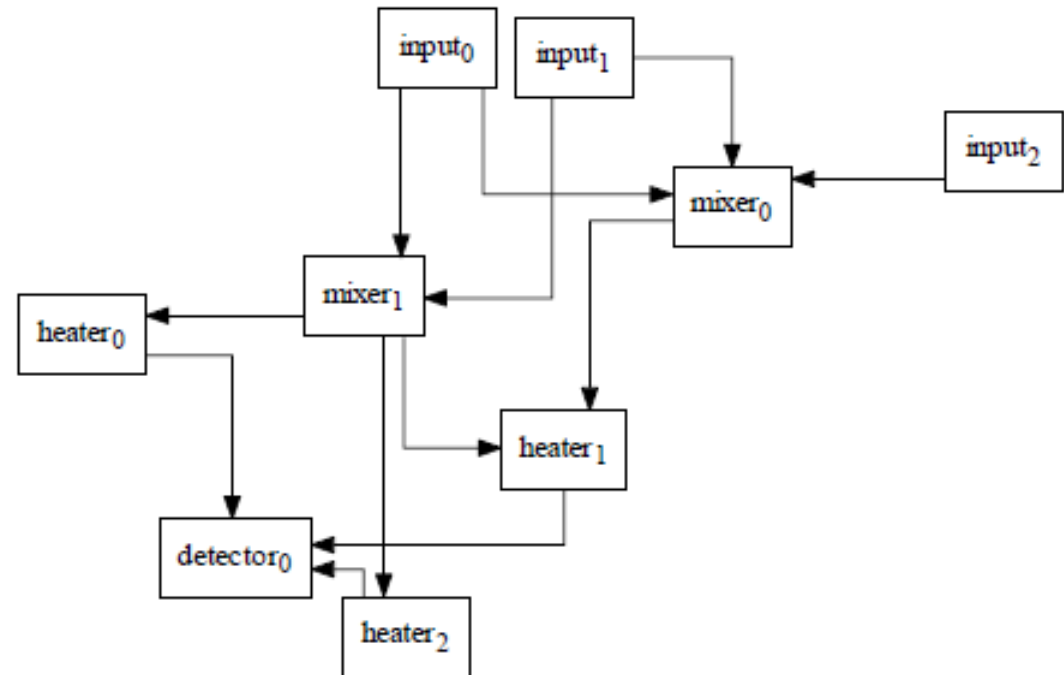 input₀
input₁
input₂
mixer₀
mixer₁
heater₀
heater₁
detector₀
heater₂